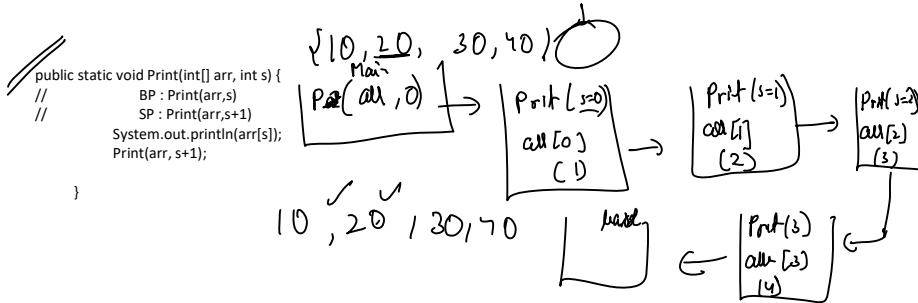 public static void Print(int[] arr, int s) {
// BP : Print(arr,s)
// SP : Print(arr,s+1)
System.out.println(arr[s]);
Print(arr, s+1);
}
{10, 20, 30, 40}
Main
(arr, 0)
Print(s=0)
arr[0]
(1)
Print(s=1)
arr[1]
(2)
Print(s=2)
arr[2]
(3)
10, 20, 30, 40
Print(3)
arr[3]
(4)